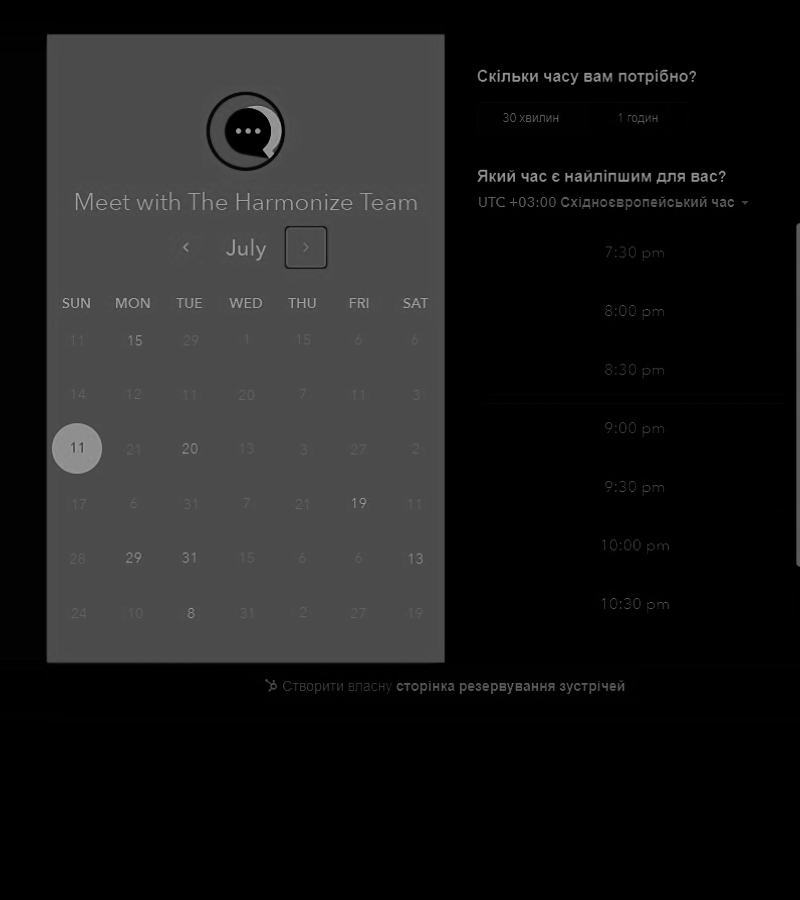 Meet with The Harmonize Team
July
SUN MON TUE WED THU FRI SAT
11 15 29 1 15 6 6
14 12 11 20 7 11 3
11 21 20 13 3 27 2
17 6 31 7 21 19 11
28 29 31 15 6 6 13
24 10 8 31 2 27 19
Скільки часу вам потрібно?
30 хвилин 1 годин
Який час є найліпшим для вас?
UTC +03:00 Східноєвропейський час
7:30 pm
8:00 pm
8:30 pm
9:00 pm
9:30 pm
10:00 pm
10:30 pm
Створити власну сторінка резервування зустрічей